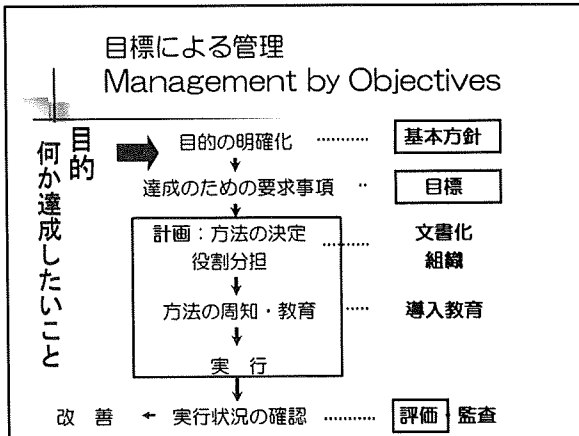 目標による管理
Management by Objectives
目的
何か達成したいこと
目的の明確化 ………… 基本方針
達成のための要求事項 ‥ 目標
計画：方法の決定 ………… 文書化
役割分担 組織
方法の周知・教育 …… 導入教育
実　行
改　善 ← 実行状況の確認 ………… 評価・監査